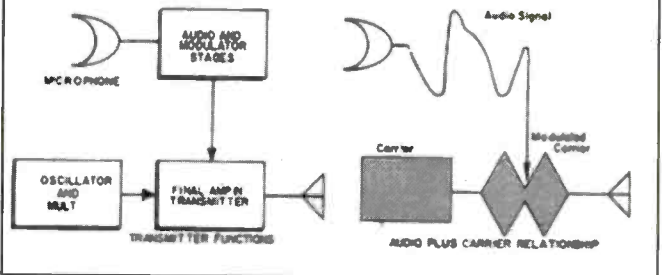 AUDIO AND
MODULATOR
STAGES
MICROPHONE
OSCILLATOR
AND
MULT
FINAL AMP IN
TRANSMITTER
TRANSMITTER FUNCTIONS
Audio Signal
Carrier
Modulated
Carrier
AUDIO PLUS CARRIER RELATIONSHIP